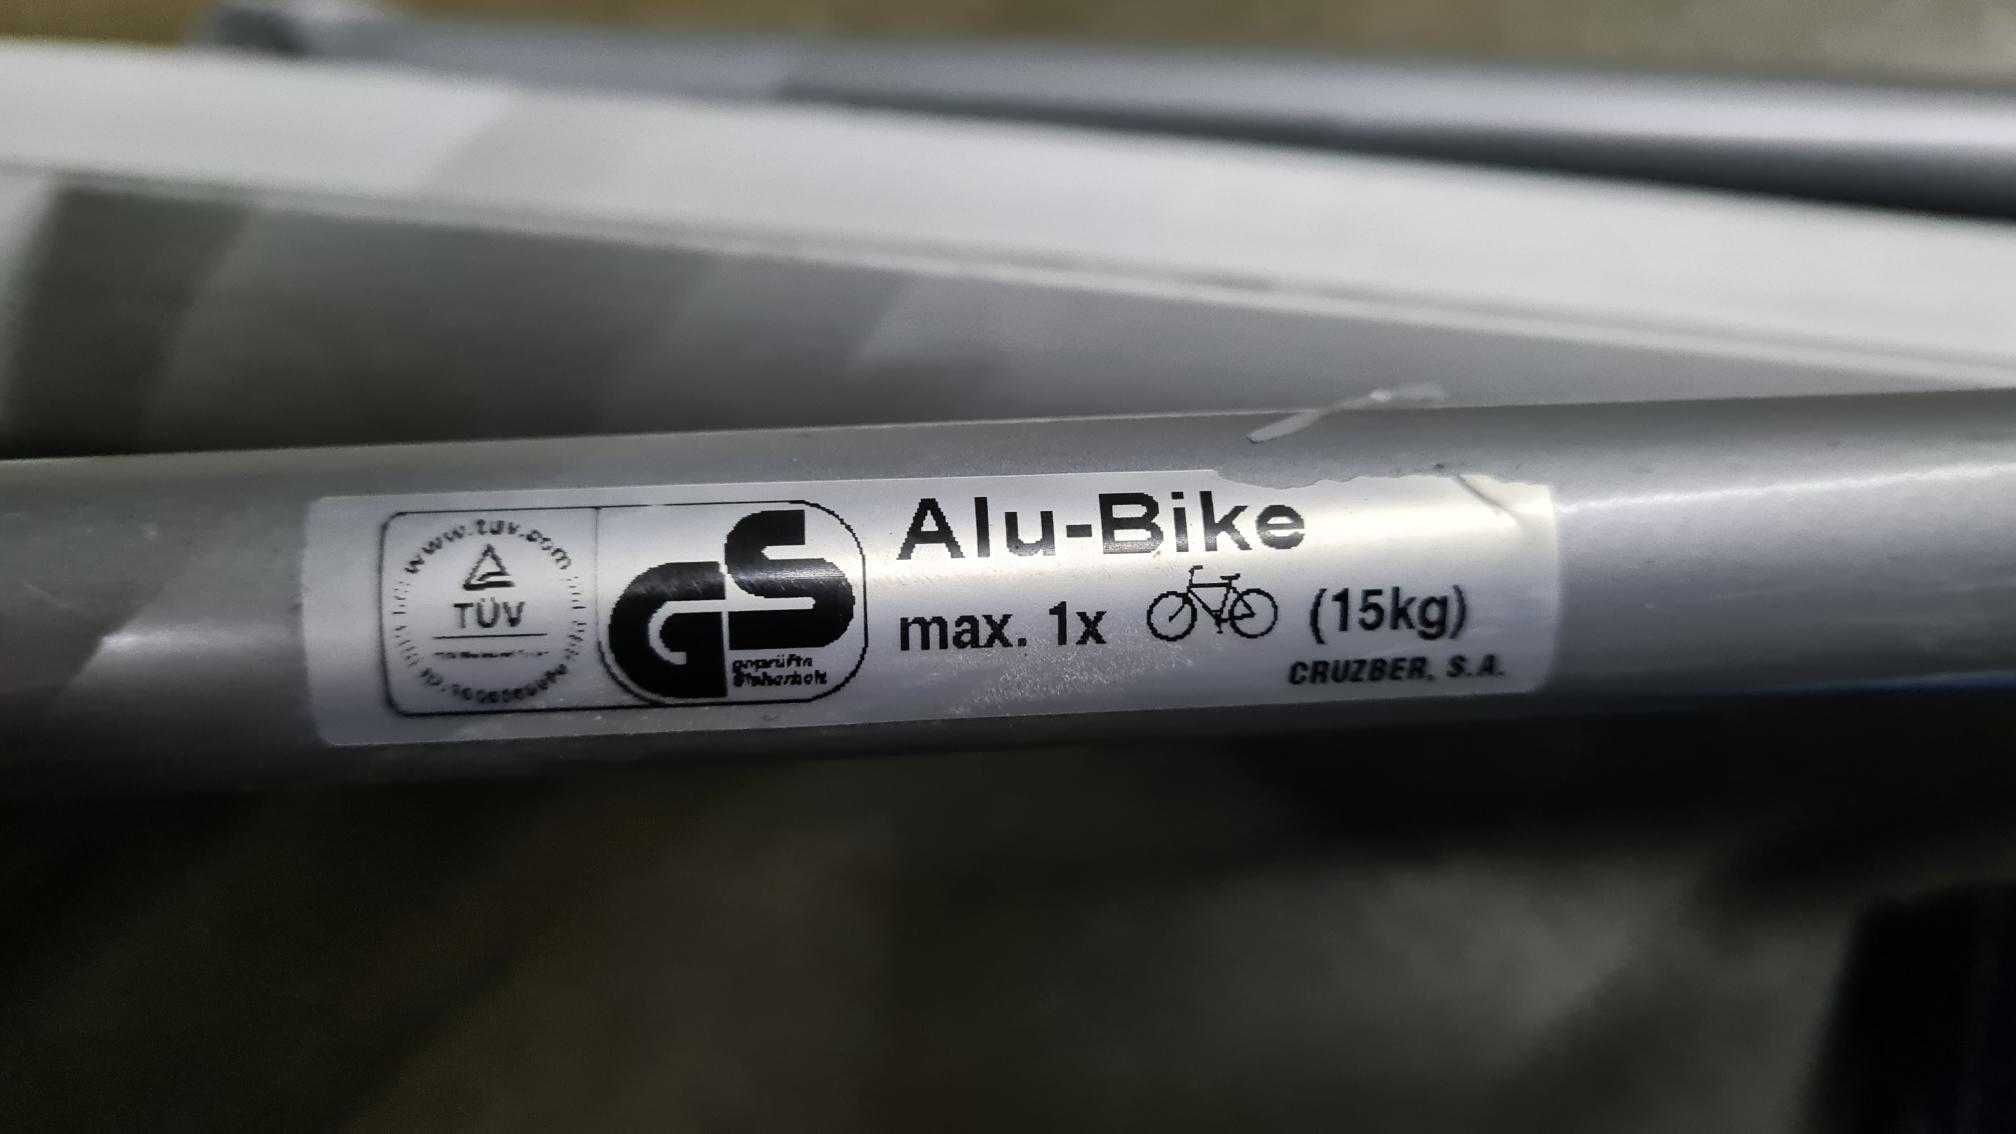 www.tuv.com
TÜV
GS
geprüfte
Sicherheit
Alu-Bike
max. 1x (15kg)
CRUZBER, S.A.